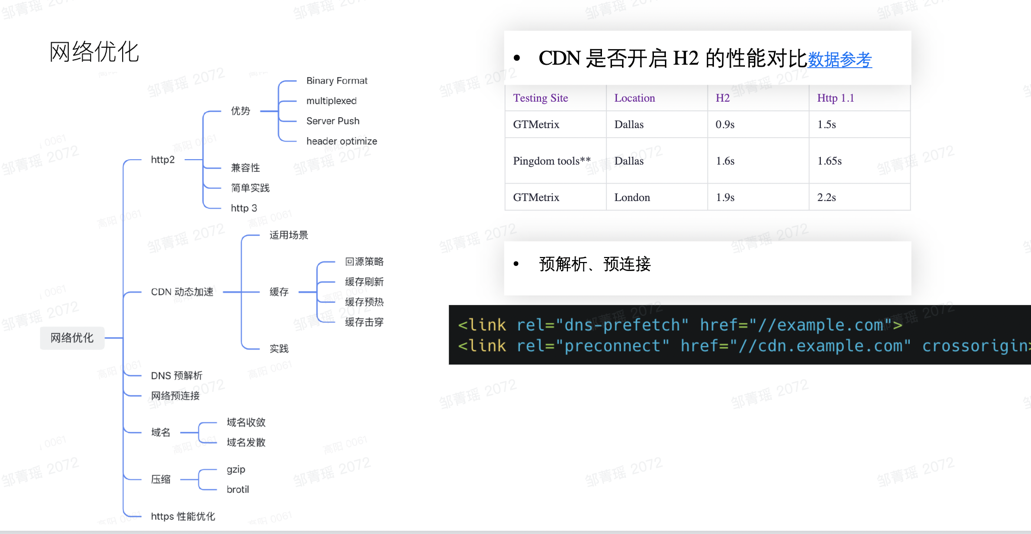 网络优化
网络优化
http2
优势
Binary Format
multiplexed
Server Push
header optimize
兼容性
简单实践
http 3
CDN 动态加速
适用场景
缓存
回源策略
缓存刷新
缓存预热
缓存击穿
实践
DNS 预解析
网络预连接
域名
域名收敛
域名发散
压缩
gzip
brotil
https 性能优化
• CDN 是否开启 H2 的性能对比数据参考
Testing Site Location H2 Http 1.1
GTMetrix Dallas 0.9s 1.5s
Pingdom tools** Dallas 1.6s 1.65s
GTMetrix London 1.9s 2.2s
• 预解析、预连接
<link rel="dns-prefetch" href="//example.com">
<link rel="preconnect" href="//cdn.example.com" crossorigin>
邹菁瑶 2072